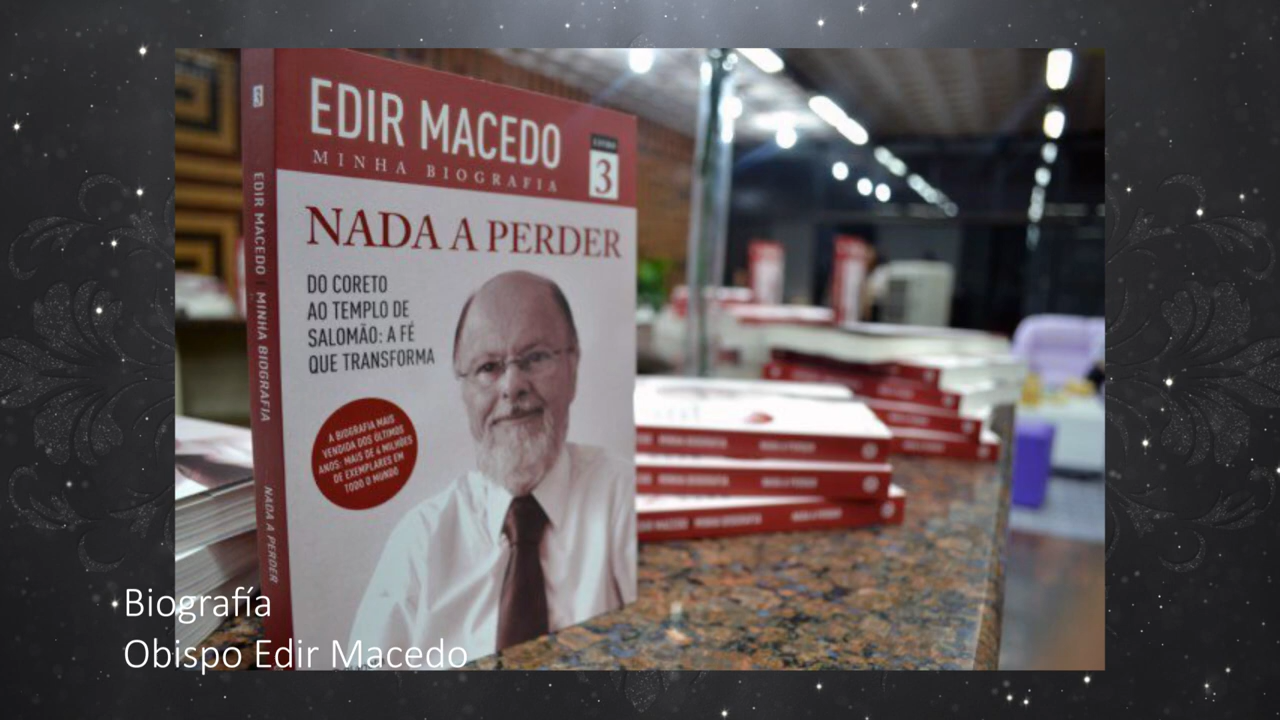 EDIR MACEDO
MINHA BIOGRAFIA
3
NADA A PERDER
DO CORETO
AO TEMPLO DE
SALOMÃO: A FÉ
QUE TRANSFORMA
A BIOGRAFIA MAIS
VENDIDA DOS ÚLTIMOS
ANOS: MAIS DE 4 MILHÕES
DE EXEMPLARES EM
TODO O MUNDO
3
EDIR MACEDO MINHA BIOGRAFIA NADA A PERDER
Biografía
Obispo Edir Macedo